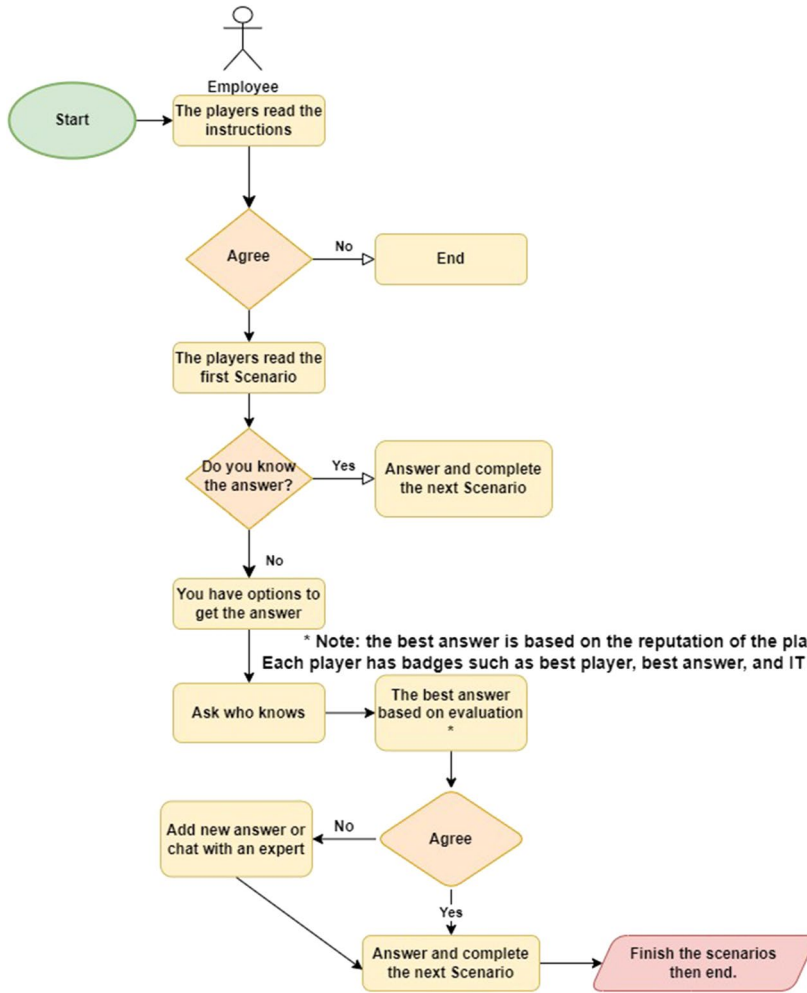 Employee
Start
The players read the
instructions
Agree
No
End
The players read the
first Scenario
Do you know
the answer?
Yes
Answer and complete
the next Scenario
No
You have options to
get the answer
* Note: the best answer is based on the reputation of the
Each player has badges such as best player, best answer, and IT
Ask who knows
The best answer
based on evaluation
*
Agree
No
Add new answer or
chat with an expert
Yes
Answer and complete
the next Scenario
Finish the scenarios
then end.